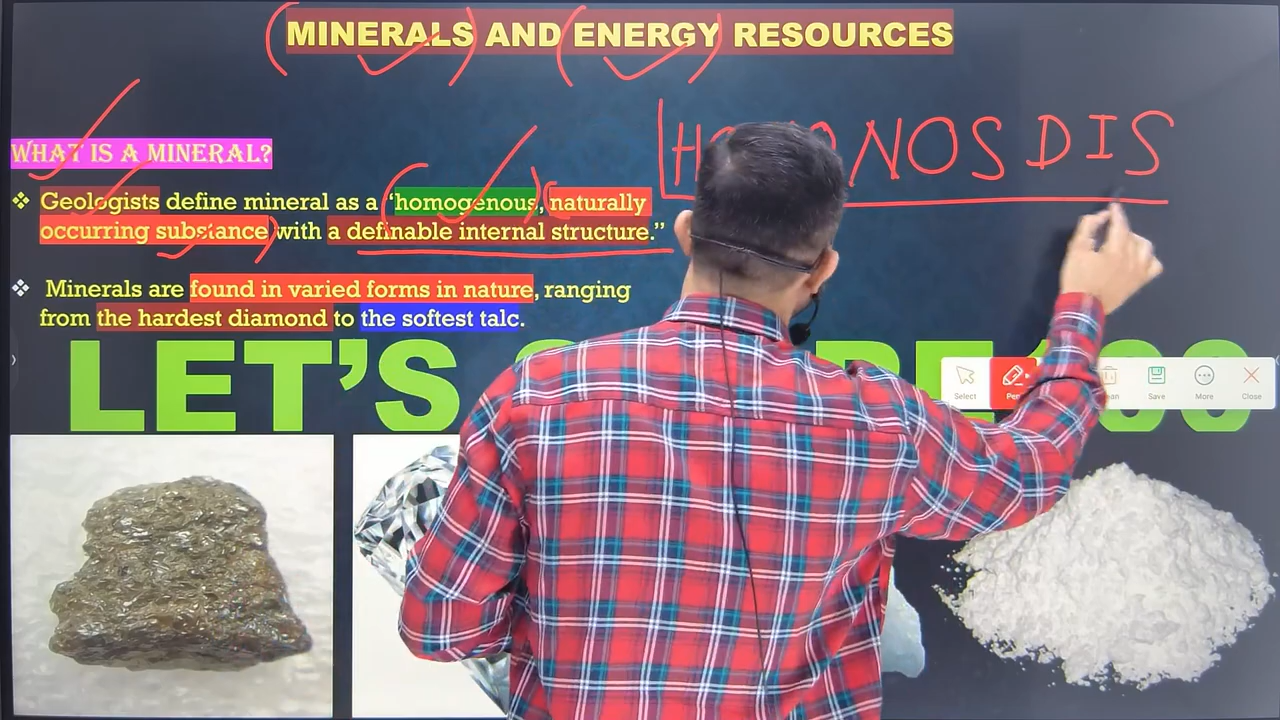 MINERALS AND ENERGY RESOURCES
NOSDIS
WHAT IS A MINERAL?
❖ Geologists define mineral as a ‘homogenous, naturally
occurring substance with a definable internal structure.”
❖ Minerals are found in varied forms in nature, ranging
from the hardest diamond to the softest talc.
LET’S
Select
Save
More
Close